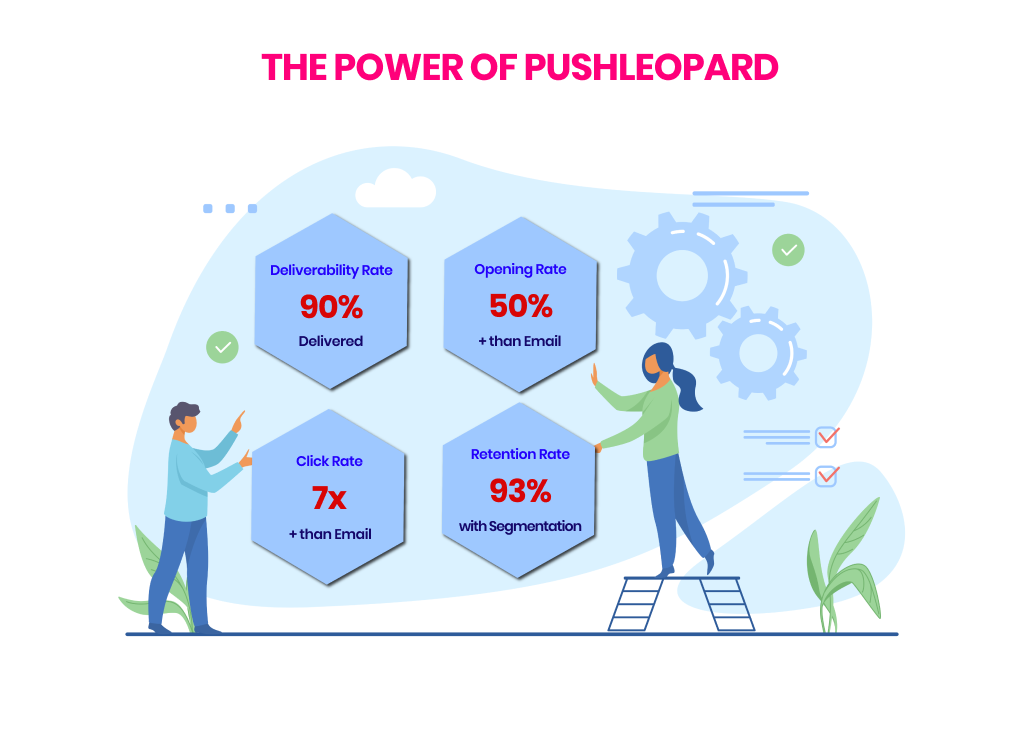 THE POWER OF PUSHLEOPARD
Deliverability Rate
90%
Delivered
Opening Rate
50%
+ than Email
Click Rate
7x
+ than Email
Retention Rate
93%
with Segmentation